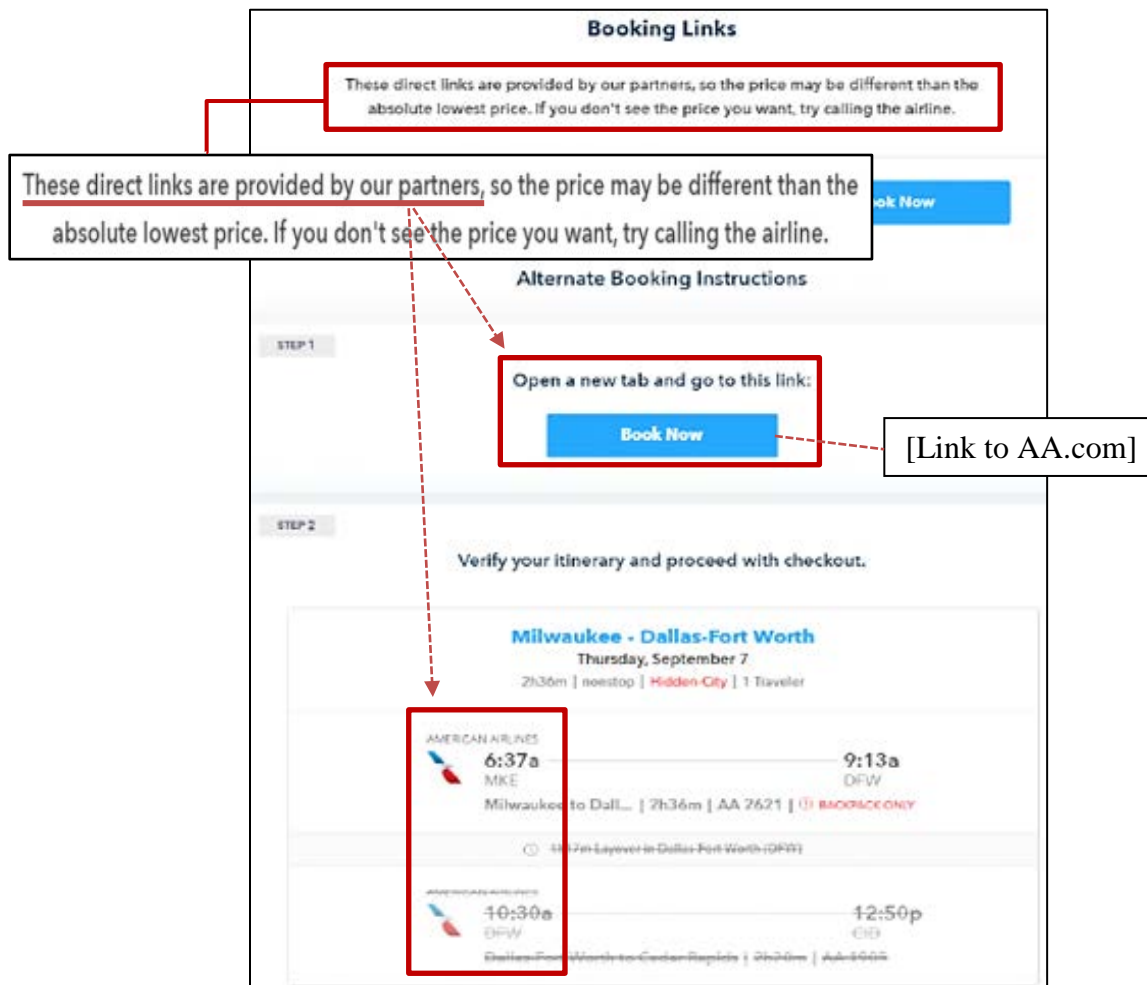 Booking Links
These direct links are provided by our partners, so the price may be different than the
absolute lowest price. If you don't see the price you want, try calling the airline.
These direct links are provided by our partners, so the price may be different than the
absolute lowest price. If you don't see the price you want, try calling the airline.
ook Now
Alternate Booking Instructions
STEP 1
Open a new tab and go to this link:
Book Now
[Link to AA.com]
STEP 2
Verify your itinerary and proceed with checkout.
Milwaukee - Dallas-Fort Worth
Thursday, September 7
2h36m | nonstop | Hidden-City | 1 Traveler
AMERICAN AIRLINES
6:37a 9:13a
MKE DFW
Milwaukee to Dall... | 2h36m | AA 2621 | BACKPACK ONLY
Layover in Dallas-Fort Worth (DFW)
AMERICAN AIRLINES
10:30a 12:50p
DFW CID
Dallas-Fort Worth to Cedar Rapids | 2h20m | AA